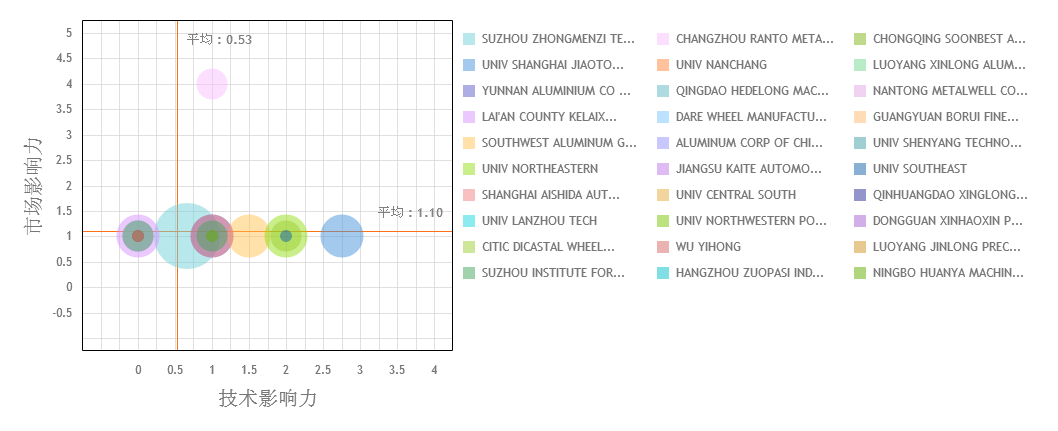 5
4.5
4
3.5
3
2.5
2
1.5
1
0.5
0
-0.5
市场影响力
平均：0.53
平均：1.10
0 0.5 1 1.5 2 2.5 3 3.5 4
技术影响力
SUZHOU ZHONGMENZI TE...
UNIV SHANGHAI JIAOTO...
YUNNAN ALUMINIUM CO ...
LAI'AN COUNTY KELAIX...
SOUTHWEST ALUMINUM G...
UNIV NORTHEASTERN
SHANGHAI AISHIDA AUT...
UNIV LANZHOU TECH
CITIC DICASTAL WHEEL...
SUZHOU INSTITUTE FOR...
CHANGZHOU RANTO META...
UNIV NANCHANG
QINGDAO HEDELONG MAC...
DARE WHEEL MANUFACTU...
ALUMINUM CORP OF CHI...
JIANGSU KAITE AUTOMO...
UNIV CENTRAL SOUTH
UNIV NORTHWESTERN PO...
WU YIHONG
HANGZHOU ZUOPASI IND...
CHONGQING SOONBEST A...
LUOYANG XINLONG ALUM...
NANTONG METALWELL CO...
GUANGYUAN BORUI FINE...
UNIV SHENYANG TECHNO...
UNIV SOUTHEAST
QINHUANGDAO XINGLONG...
DONGGUAN XINHAOXIN P...
LUOYANG JINLONG PREC...
NINGBO HUANYA MACHIN...